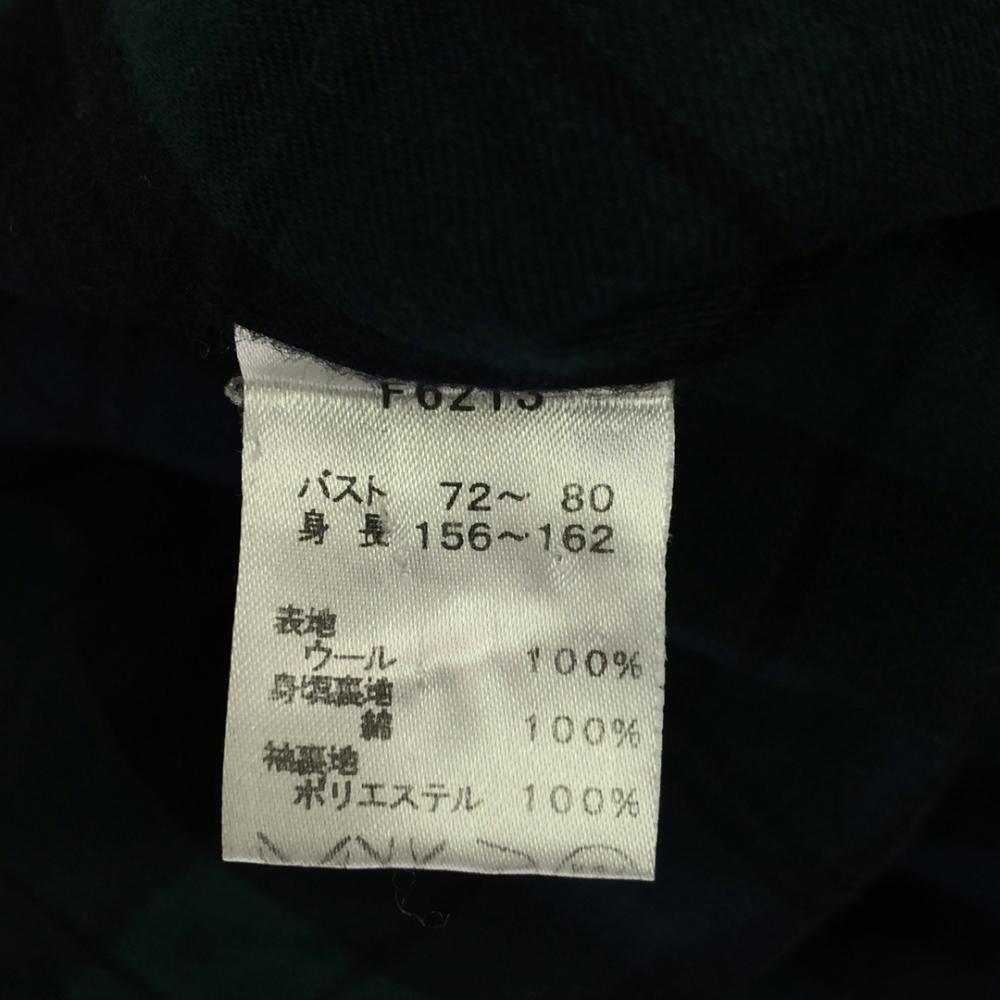 F6213
バスト 72～ 80
身長 156～162
表地
ウール 100%
身頃裏地
綿 100%
袖裏地
ポリエステル 100%